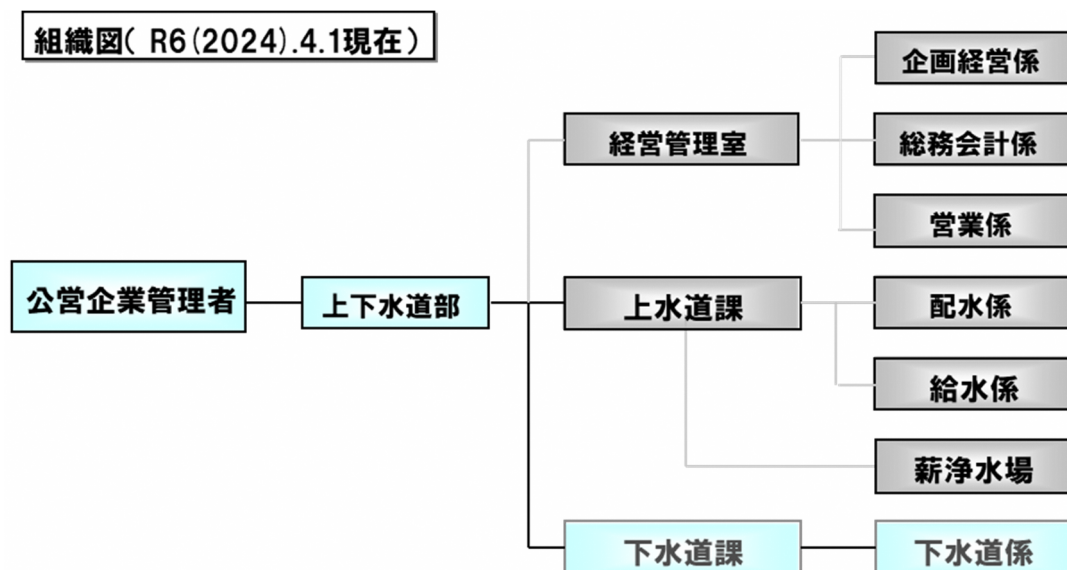 組織図( R6(2024).4.1現在)
企画経営係
経営管理室
総務会計係
営業係
公営企業管理者
上下水道部
上水道課
配水係
給水係
薪浄水場
下水道課
下水道係